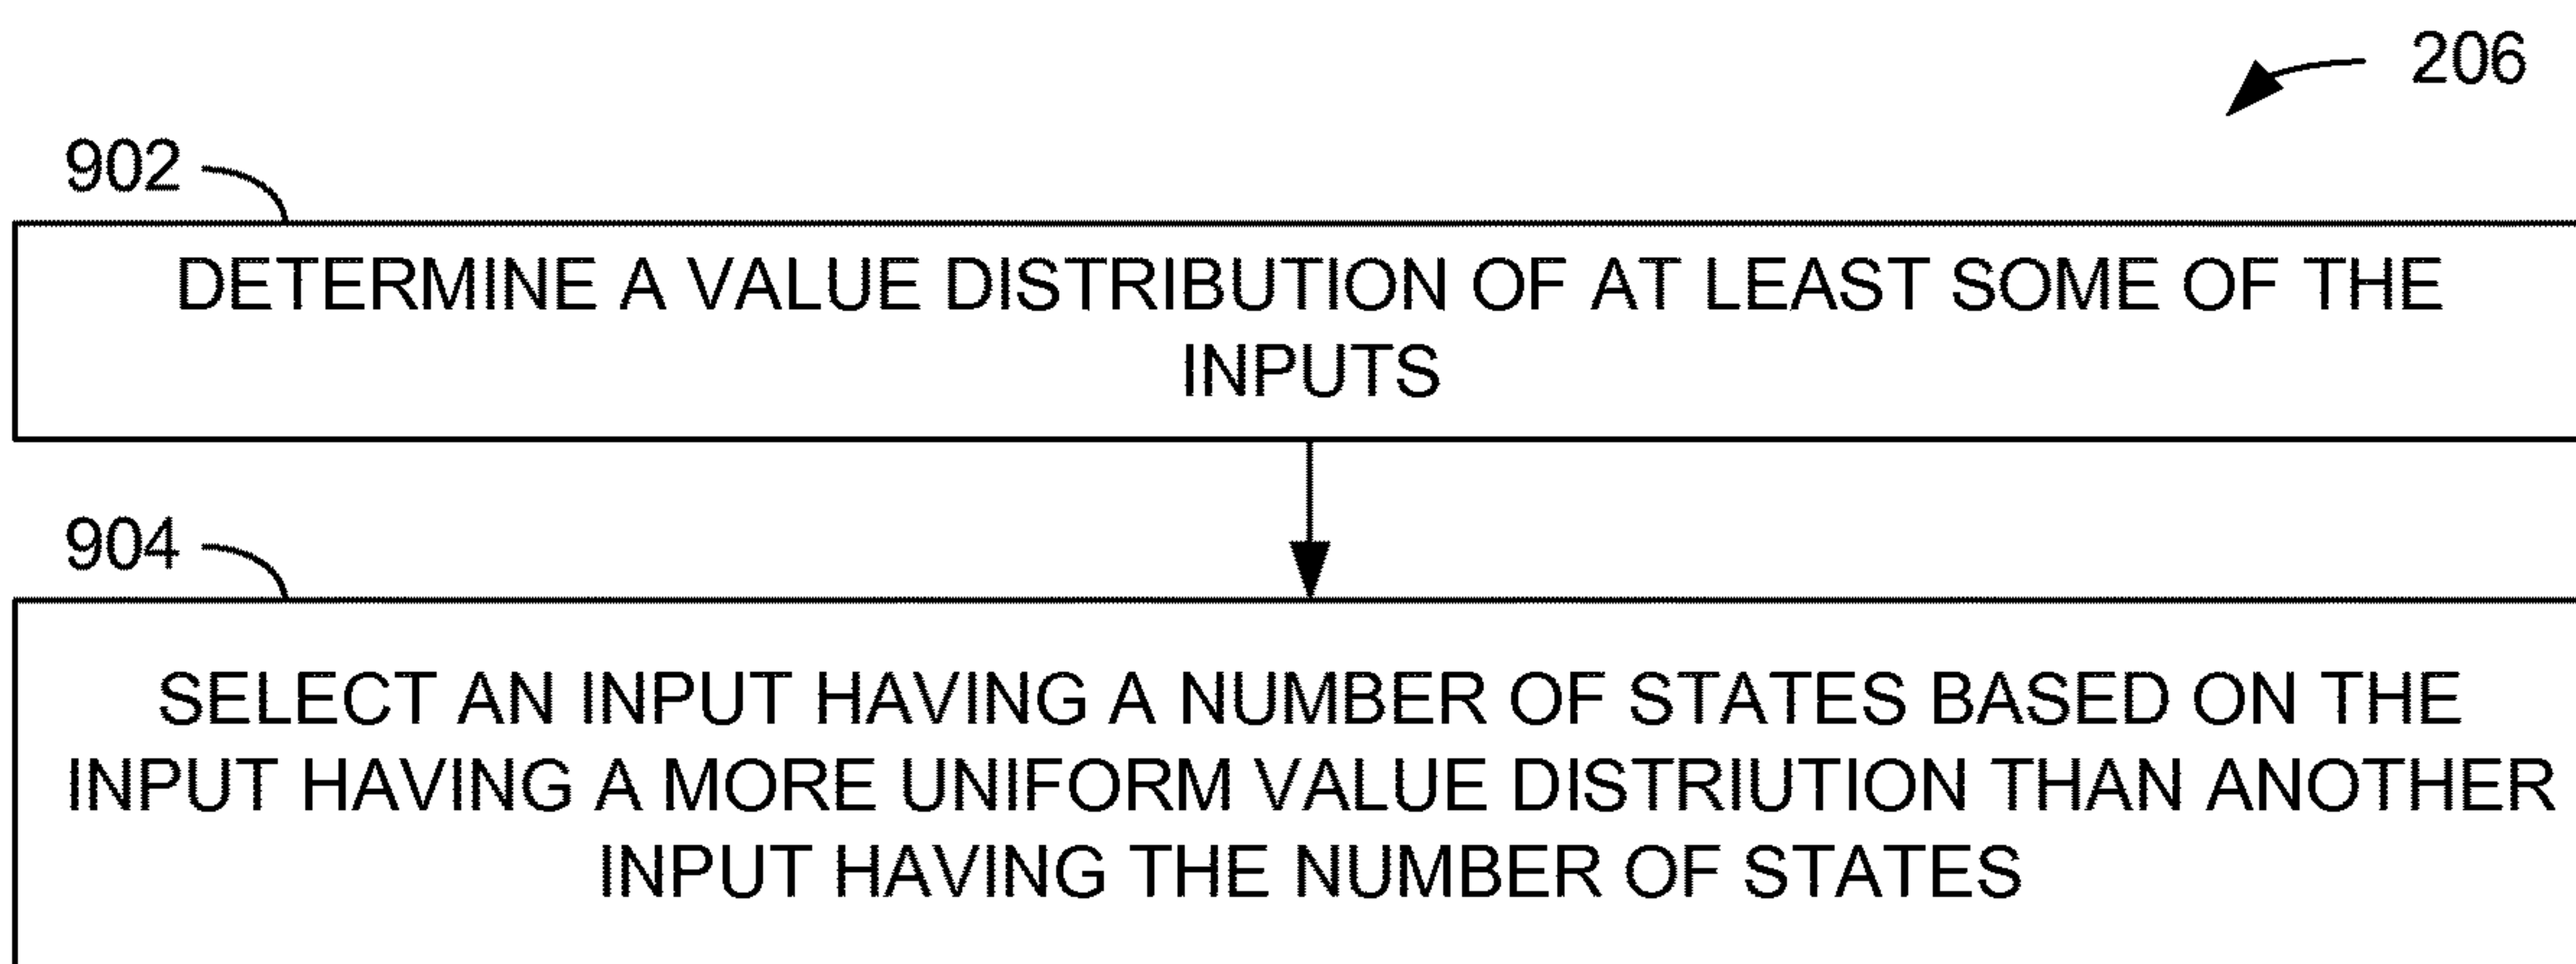 206
902
DETERMINE A VALUE DISTRIBUTION OF AT LEAST SOME OF THE
INPUTS
904
SELECT AN INPUT HAVING A NUMBER OF STATES BASED ON THE
INPUT HAVING A MORE UNIFORM VALUE DISTRIUTION THAN ANOTHER
INPUT HAVING THE NUMBER OF STATES